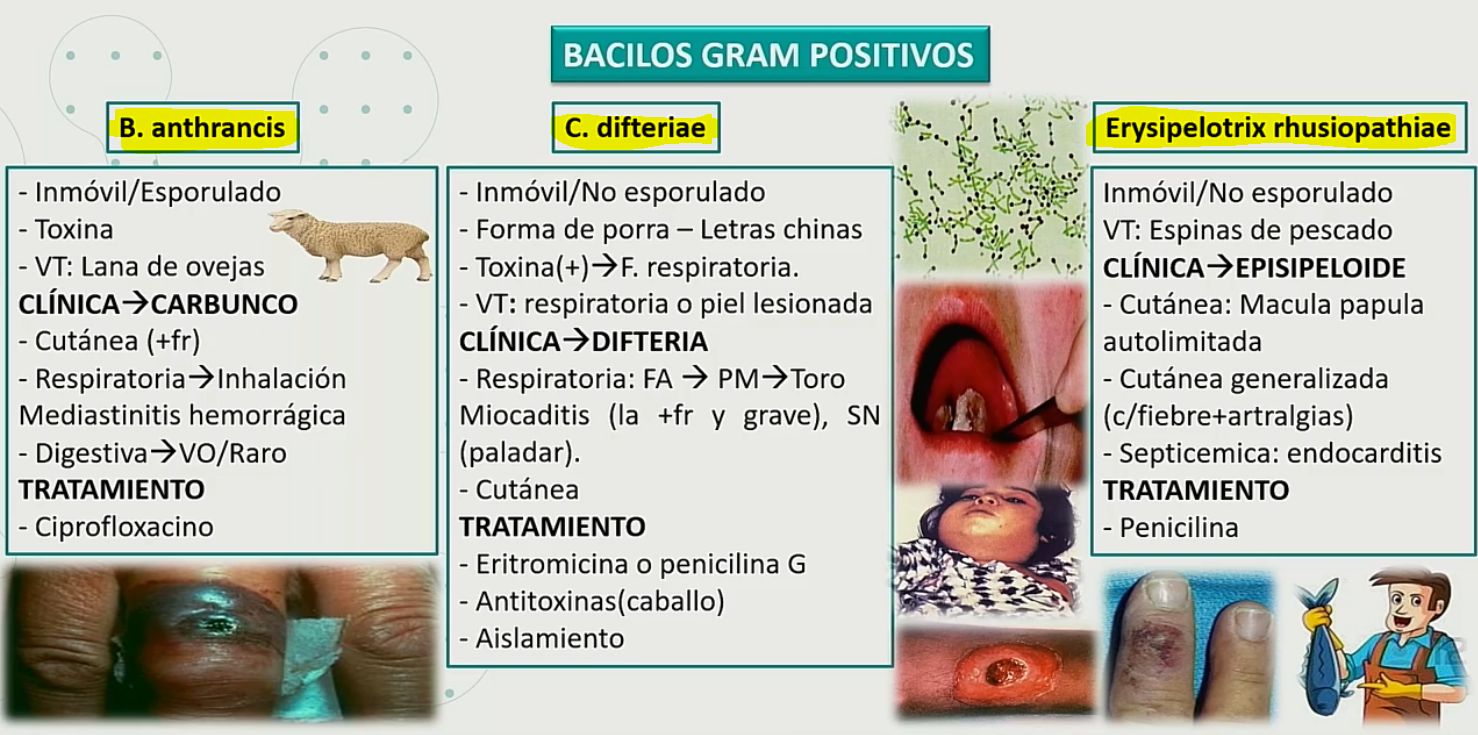 BACILOS GRAM POSITIVOS
B. anthrancis
- Inmóvil/Esporulado
- Toxina
- VT: Lana de ovejas
CLÍNICA→CARBUNCO
- Cutánea (+fr)
- Respiratoria→Inhalación
Mediastinitis hemorrágica
- Digestiva→VO/Raro
TRATAMIENTO
- Ciprofloxacino
C. difteriae
- Inmóvil/No esporulado
- Forma de porra – Letras chinas
- Toxina(+)→F. respiratoria.
- VT: respiratoria o piel lesionada
CLÍNICA→DIFTERIA
- Respiratoria: FA → PM→Toro
Miocaditis (la +fr y grave), SN
(paladar).
- Cutánea
TRATAMIENTO
- Eritromicina o penicilina G
- Antitoxinas(caballo)
- Aislamiento
Erysipelotrix rhusiopathiae
Inmóvil/No esporulado
VT: Espinas de pescado
CLÍNICA→EPISIPELOIDE
- Cutánea: Macula papula
autolimitada
- Cutánea generalizada
(c/fiebre+artralgias)
- Septicemica: endocarditis
TRATAMIENTO
- Penicilina